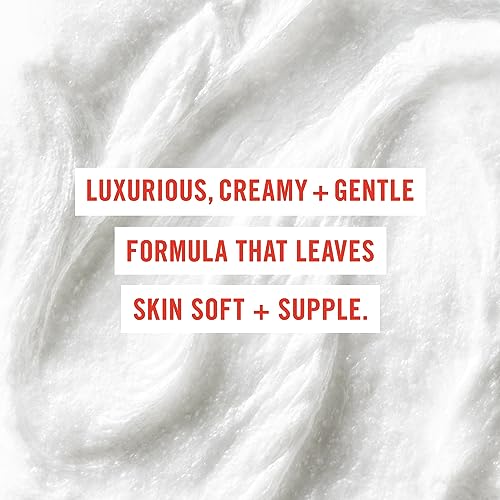 LUXURIOUS, CREAMY + GENTLE
FORMULA THAT LEAVES
SKIN SOFT + SUPPLE.